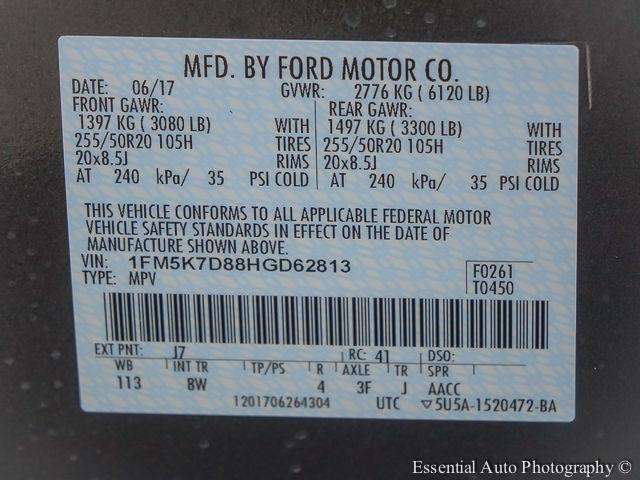 MFD. BY FORD MOTOR CO.
DATE: 06/17 GVWR: 2776 KG ( 6120 LB)
FRONT GAWR: REAR GAWR:
1397 KG ( 3080 LB) WITH 1497 KG ( 3300 LB) WITH
255/50R20 105H TIRES 255/50R20 105H TIRES
20x8.5J RIMS 20x8.5J RIMS
AT 240 kPa/ 35 PSI COLD AT 240 kPa/ 35 PSI COLD
THIS VEHICLE CONFORMS TO ALL APPLICABLE FEDERAL MOTOR
VEHICLE SAFETY STANDARDS IN EFFECT ON THE DATE OF
MANUFACTURE SHOWN ABOVE.
VIN: 1FM5K7D88HGD62813 F0261
TYPE: MPV T0450
EXT PNT: J7 RC: 41 DSO:
WB INT TR TP/PS R AXLE TR SPR
113 BW 4 3F J AACC
1201706264304 UTC ▽5U5A-1520472-BA
Essential Auto Photography ©